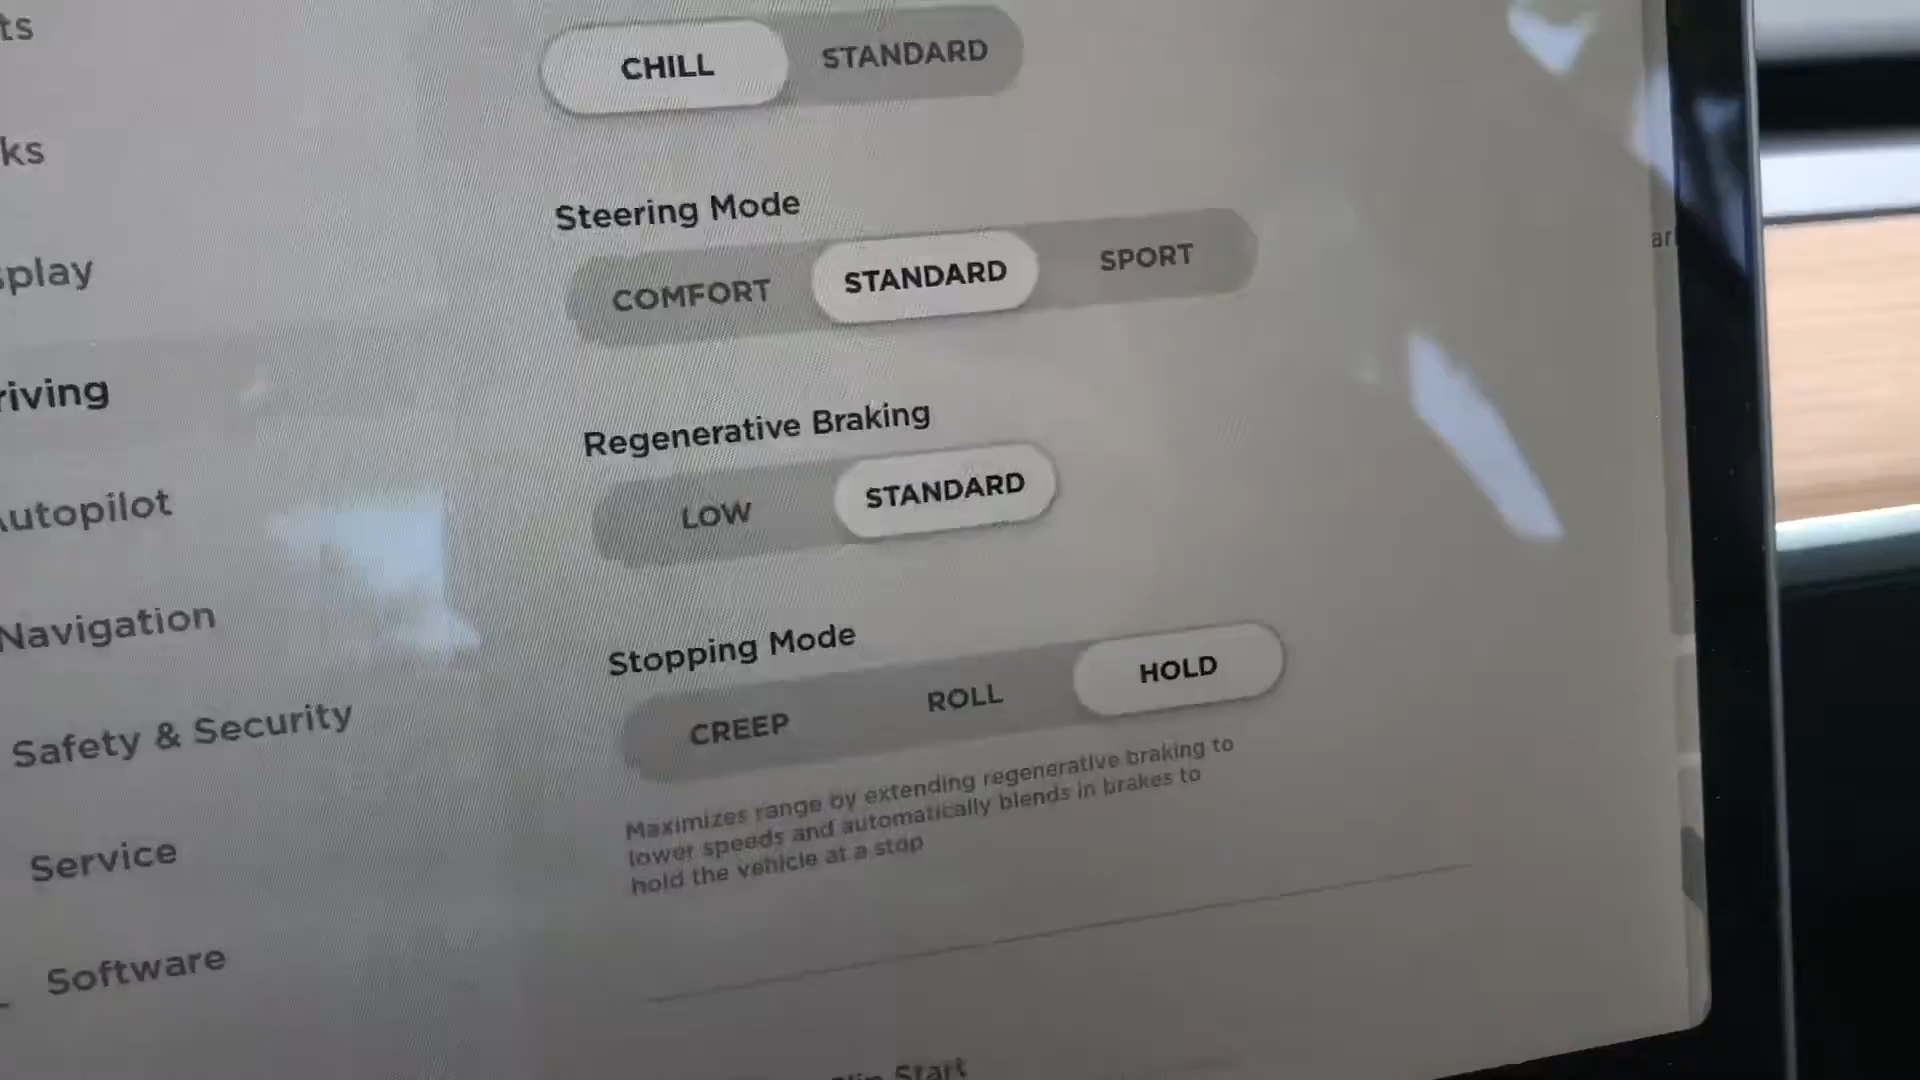 CHILL STANDARD
Steering Mode
COMFORT STANDARD SPORT
Regenerative Braking
LOW STANDARD
Stopping Mode
CREEP ROLL HOLD
Maximizes range by extending regenerative braking to
lower speeds and automatically blends in brakes to
hold the vehicle at a stop
Start
ts
ks
splay
riving
Autopilot
Navigation
Safety & Security
Service
Software